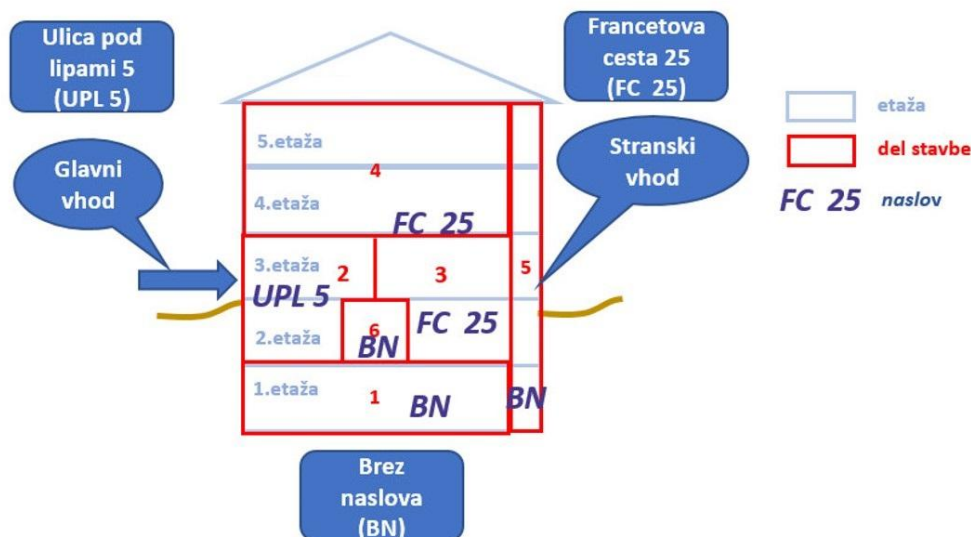 Ulica pod
lipami 5
(UPL 5)
Francetova
cesta 25
(FC 25)
etaža
del stavbe
FC 25 naslov
Glavni
vhod
Stranski
vhod
5.etaža
4
4.etaža
FC 25
3.etaža
2
3
5
UPL 5
FC 25
2.etaža
6
BN
1.etaža
1
BN
BN
Brez
naslova
(BN)